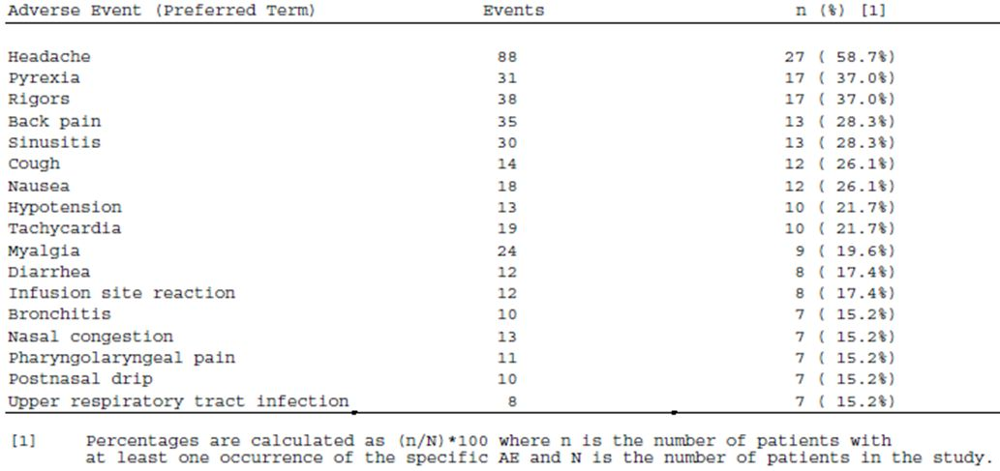 Adverse Event (Preferred Term) Events n (%) [1]
Headache 88 27 ( 58.7%)
Pyrexia 31 17 ( 37.0%)
Rigors 38 17 ( 37.0%)
Back pain 35 13 ( 28.3%)
Sinusitis 30 13 ( 28.3%)
Cough 14 12 ( 26.1%)
Nausea 18 12 ( 26.1%)
Hypotension 13 10 ( 21.7%)
Tachycardia 19 10 ( 21.7%)
Myalgia 24 9 ( 19.6%)
Diarrhea 12 8 ( 17.4%)
Infusion site reaction 12 8 ( 17.4%)
Bronchitis 10 7 ( 15.2%)
Nasal congestion 13 7 ( 15.2%)
Pharyngolaryngeal pain 11 7 ( 15.2%)
Postnasal drip 10 7 ( 15.2%)
Upper respiratory tract infection 8 7 ( 15.2%)
[1] Percentages are calculated as (n/N)*100 where n is the number of patients with
at least one occurrence of the specific AE and N is the number of patients in the study.